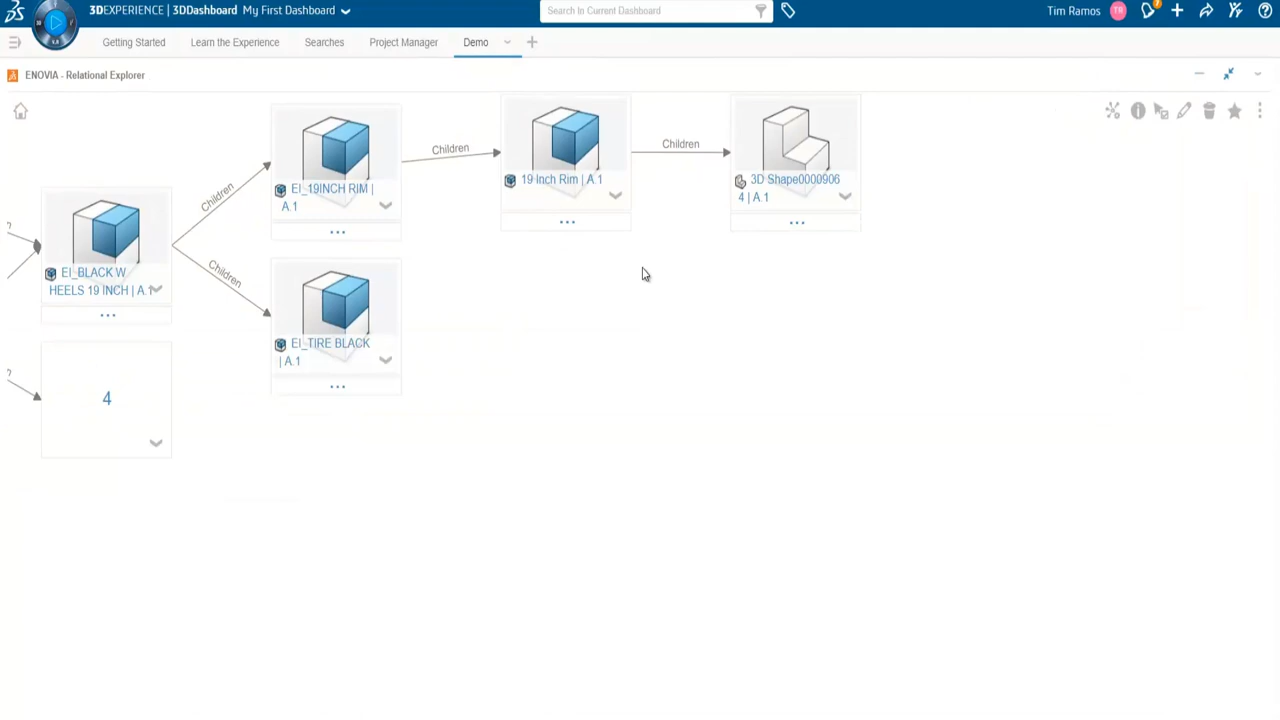 3DEXPERIENCE | 3DDashboard My First Dashboard
Search In Current Dashboard
Tim Ramos TR
Getting Started Learn the Experience Searches Project Manager Demo
ENOVIA - Relational Explorer
EI_19INCH RIM |
A.1
...
Children
19 Inch Rim | A.1
...
Children
3D Shape0000906
4 | A.1
...
Children
EI_BLACK W
HEELS 19 INCH | A.1
...
Children
EI_TIRE BLACK
| A.1
...
4